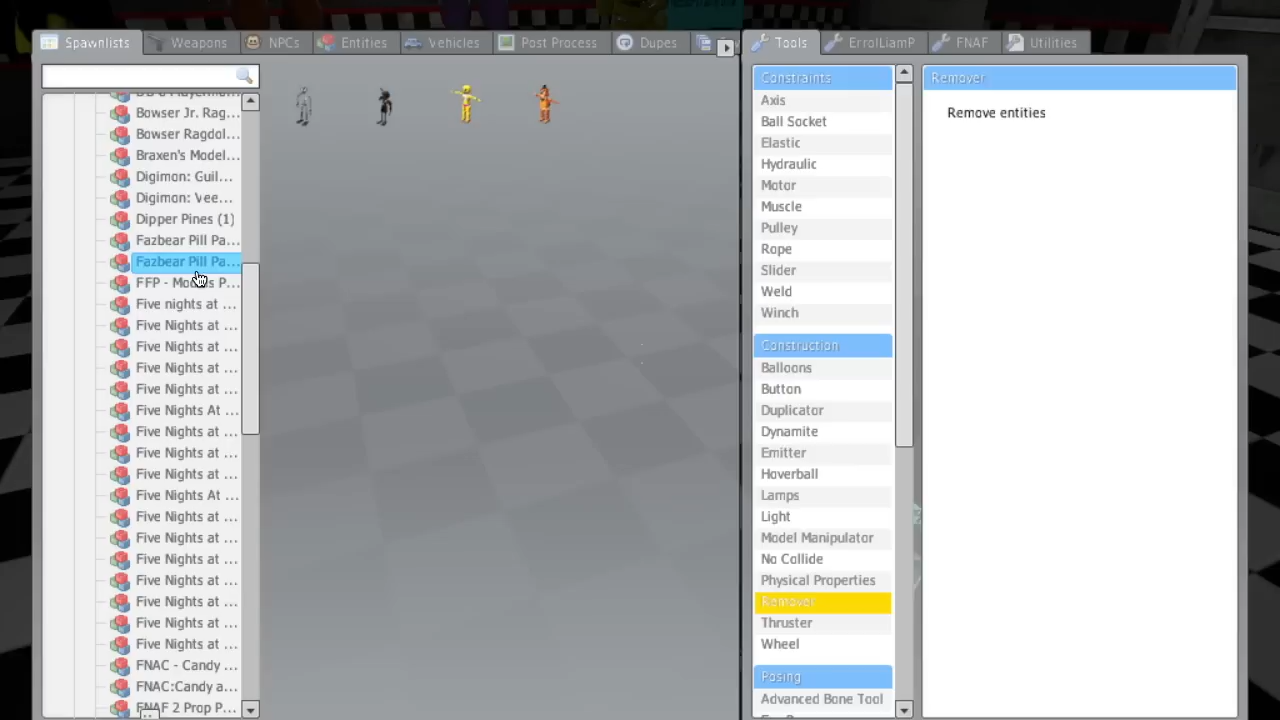 Spawnlists
Weapons
NPCs
Entities
Vehicles
Post Process
Dupes
Tools
ErrolLiamP
FNAF
Utilities
Bowser Jr. Rag...
Bowser Ragdol...
Braxen's Model...
Digimon: Guil...
Digimon: Vee...
Dipper Pines (1)
Fazbear Pill Pa...
Fazbear Pill Pa...
FFP - Models P...
Five nights at ...
Five Nights at ...
Five Nights at ...
Five Nights at ...
Five Nights at ...
Five Nights At ...
Five Nights at ...
Five Nights at ...
Five Nights at ...
Five Nights At ...
Five Nights at ...
Five Nights at ...
Five Nights at ...
Five Nights at ...
Five Nights at ...
Five Nights at ...
Five Nights at ...
FNAC - Candy ...
FNAC:Candy a...
FNAF 2 Prop P...
Constraints
Axis
Ball Socket
Elastic
Hydraulic
Motor
Muscle
Pulley
Rope
Slider
Weld
Winch
Construction
Balloons
Button
Duplicator
Dynamite
Emitter
Hoverball
Lamps
Light
Model Manipulator
No Collide
Physical Properties
Remover
Thruster
Wheel
Posing
Advanced Bone Tool
Remover
Remove entities